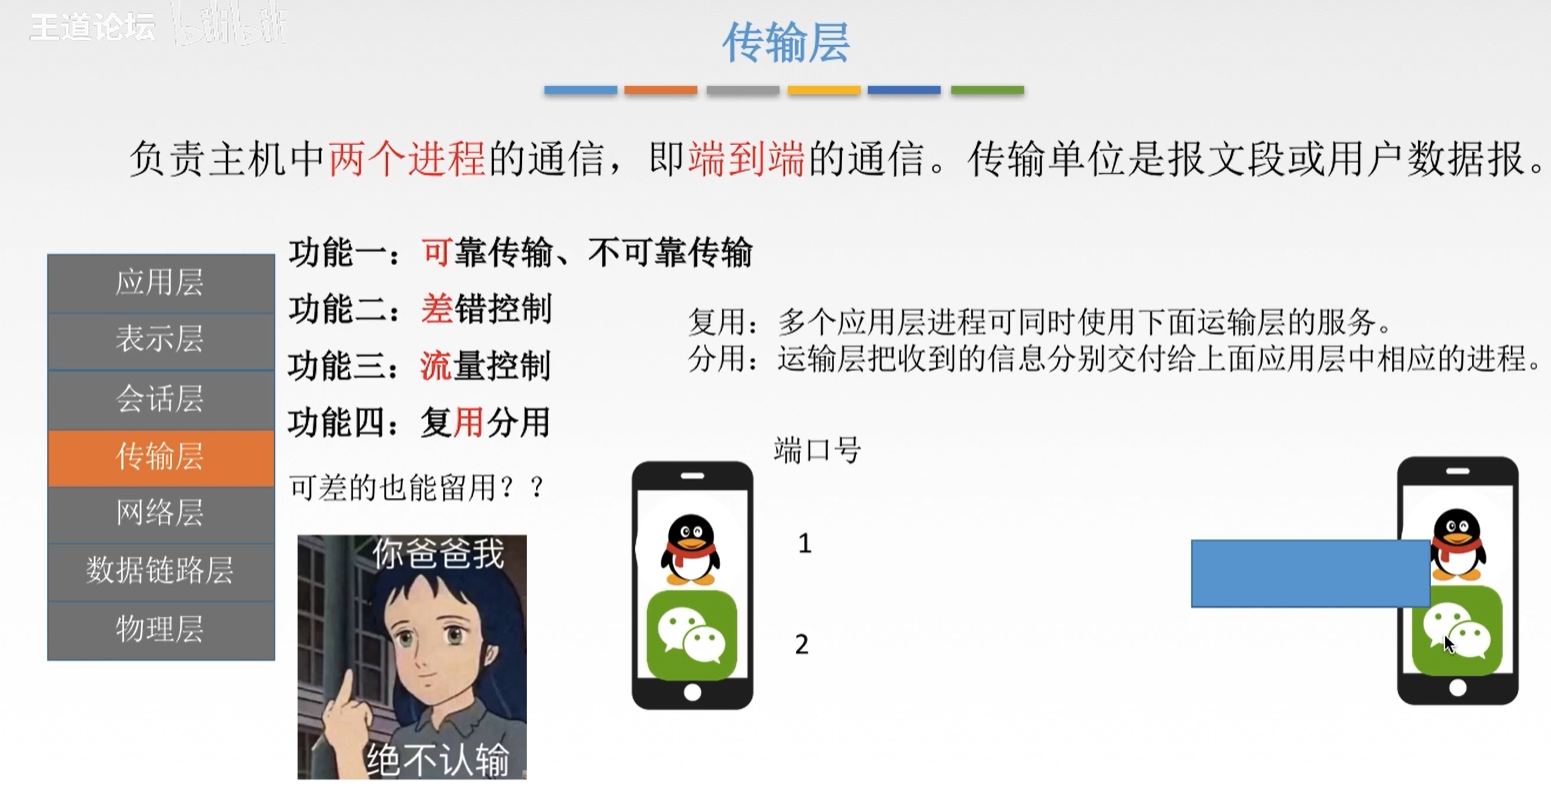 王道论坛 bilibili
传输层
负责主机中两个进程的通信，即端到端的通信。传输单位是报文段或用户数据报。
应用层
表示层
会话层
传输层
网络层
数据链路层
物理层
功能一：可靠传输、不可靠传输
功能二：差错控制
功能三：流量控制
功能四：复用分用
可差的也能留用？？
复用：多个应用层进程可同时使用下面运输层的服务。
分用：运输层把收到的信息分别交付给上面应用层中相应的进程。
端口号
1
2
你爸爸我
绝不认输